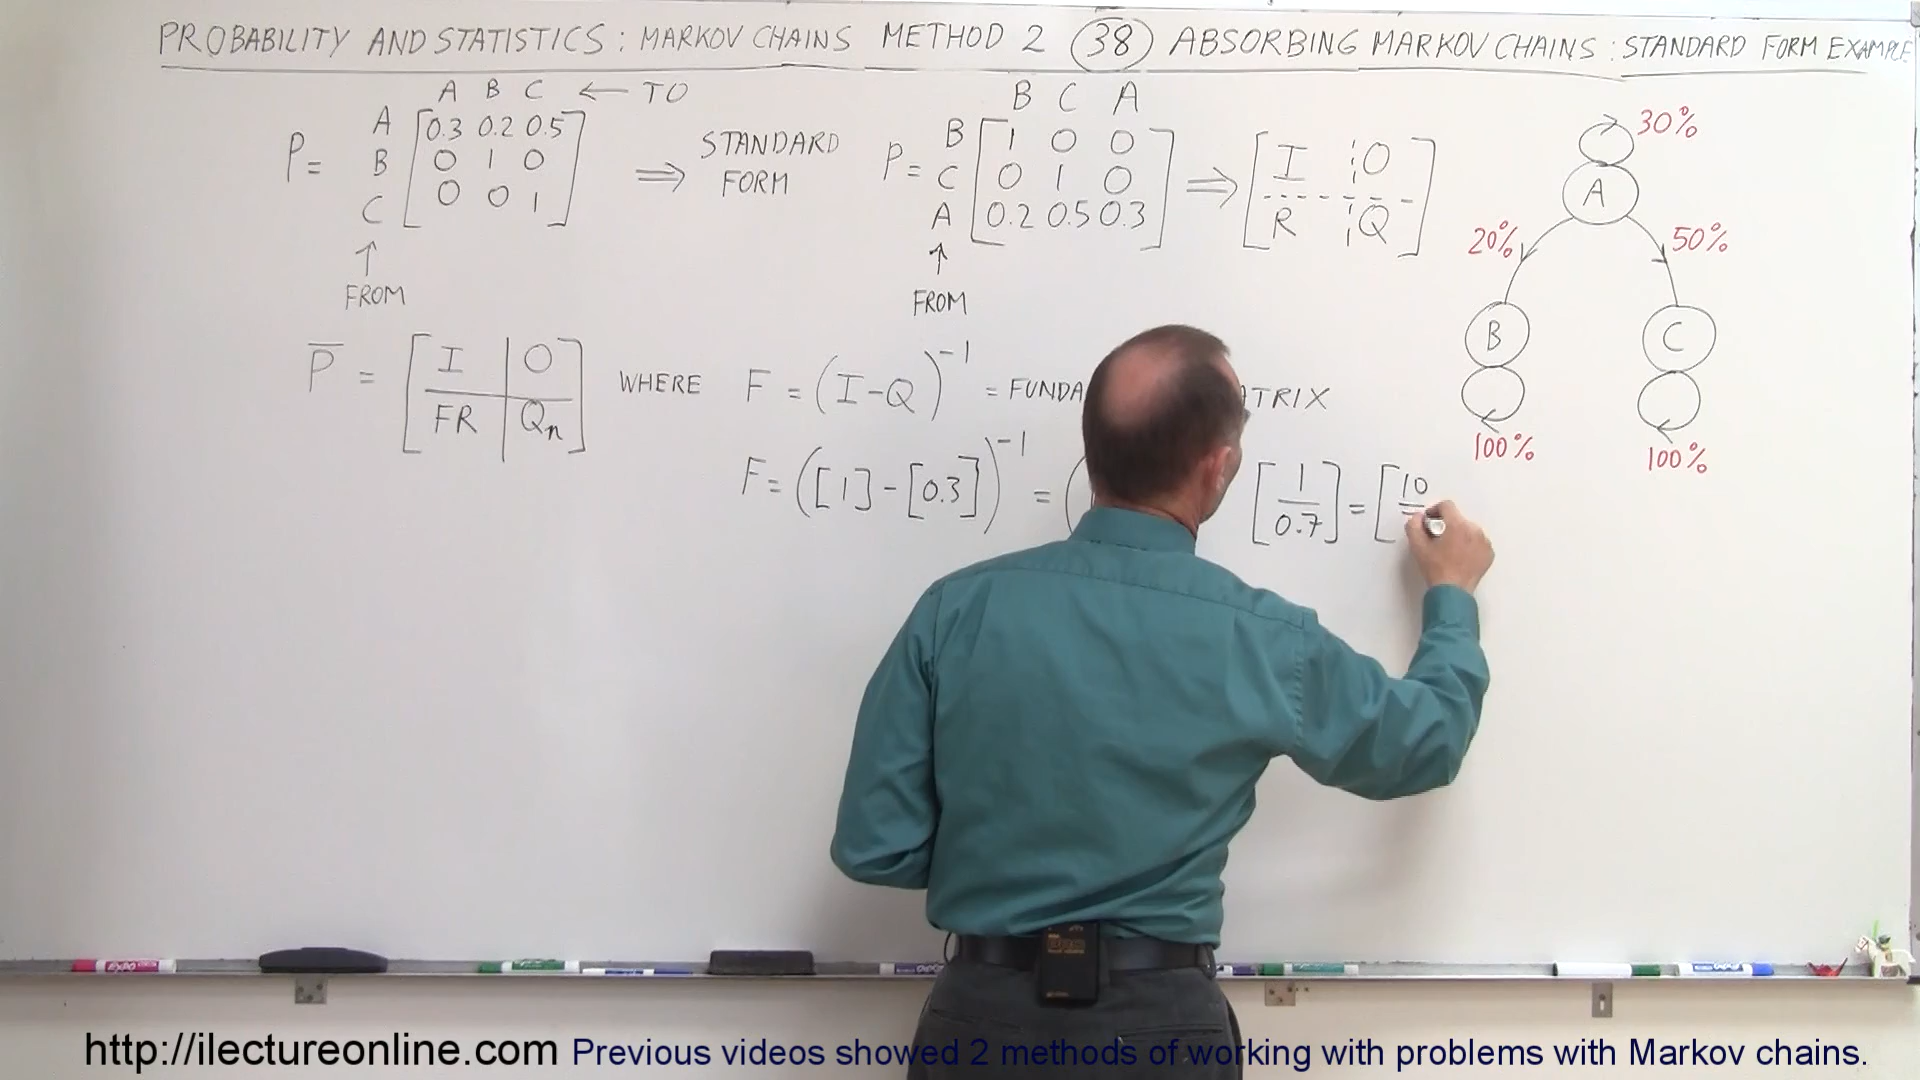 PROBABILITY AND STATISTICS : MARKOV CHAINS METHOD 2 (38) ABSORBING MARKOV CHAINS : STANDARD FORM EXAMPLE
A B C ← TO
P =
A [0.3 0.2 0.5]
B [0 1 0]
C [0 0 1]
↑
FROM
⇒ STANDARD
FORM
B C A
P =
B [1 0 0]
C [0 1 0]
A [0.2 0.5 0.3]
↑
FROM
⇒ [I ¦ O]
[R ¦ Q]
30%
A
20% 50%
B C
100% 100%
P̅ = [I | O]
[FR | Qn]
WHERE F = (I-Q)^-1 = FUNDA
F = ([1] - [0.3])^-1 = (
[1/0.7] = [10
http://ilectureonline.com Previous videos showed 2 methods of working with problems with Markov chains.